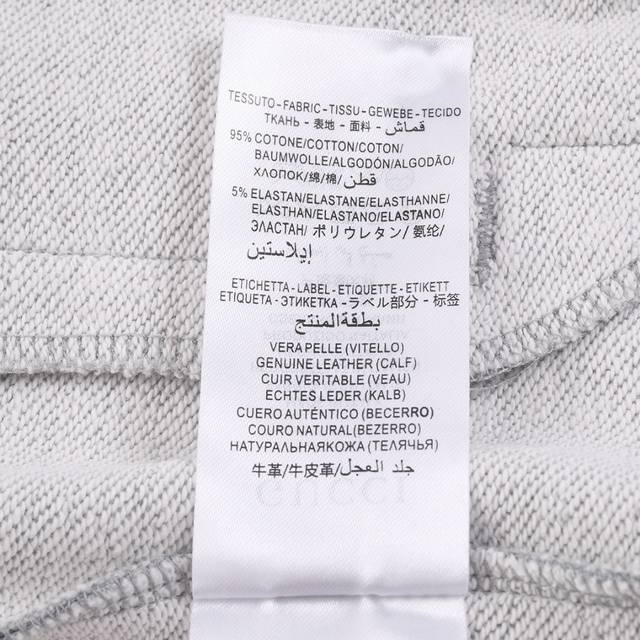 TESSUTO-FABRIC-TISSU-GEWEBE-TECIDO
ТКАНЬ - 表地 - 面料 - قماش
95% COTONE/COTTON/COTON/
BAUMWOLLE/ALGODÓN/ALGODÃO/
ХЛОПОК/綿/棉/قطن
5% ELASTAN/ELASTANE/ELASTHANNE/
ELASTHAN/ELASTANO/ELASTANO/
ЭЛАСТАН/ ポリウレタン/ 氨纶/
إيلاستين
ETICHETTA-LABEL-ETIQUETTE-ETIKETT
ETIQUETA - ЭТИКЕТКА - ラベル部分 - 标签
بطقة المنتج
VERA PELLE (VITELLO)
GENUINE LEATHER (CALF)
CUIR VERITABLE (VEAU)
ECHTES LEDER (KALB)
CUERO AUTÉNTICO (BECERRO)
COURO NATURAL (BEZERRO)
НАТУРАЛЬНАЯКОЖА (ТЕЛЯЧЬЯ)
牛革/牛皮革/جلد العجل
GUCCI